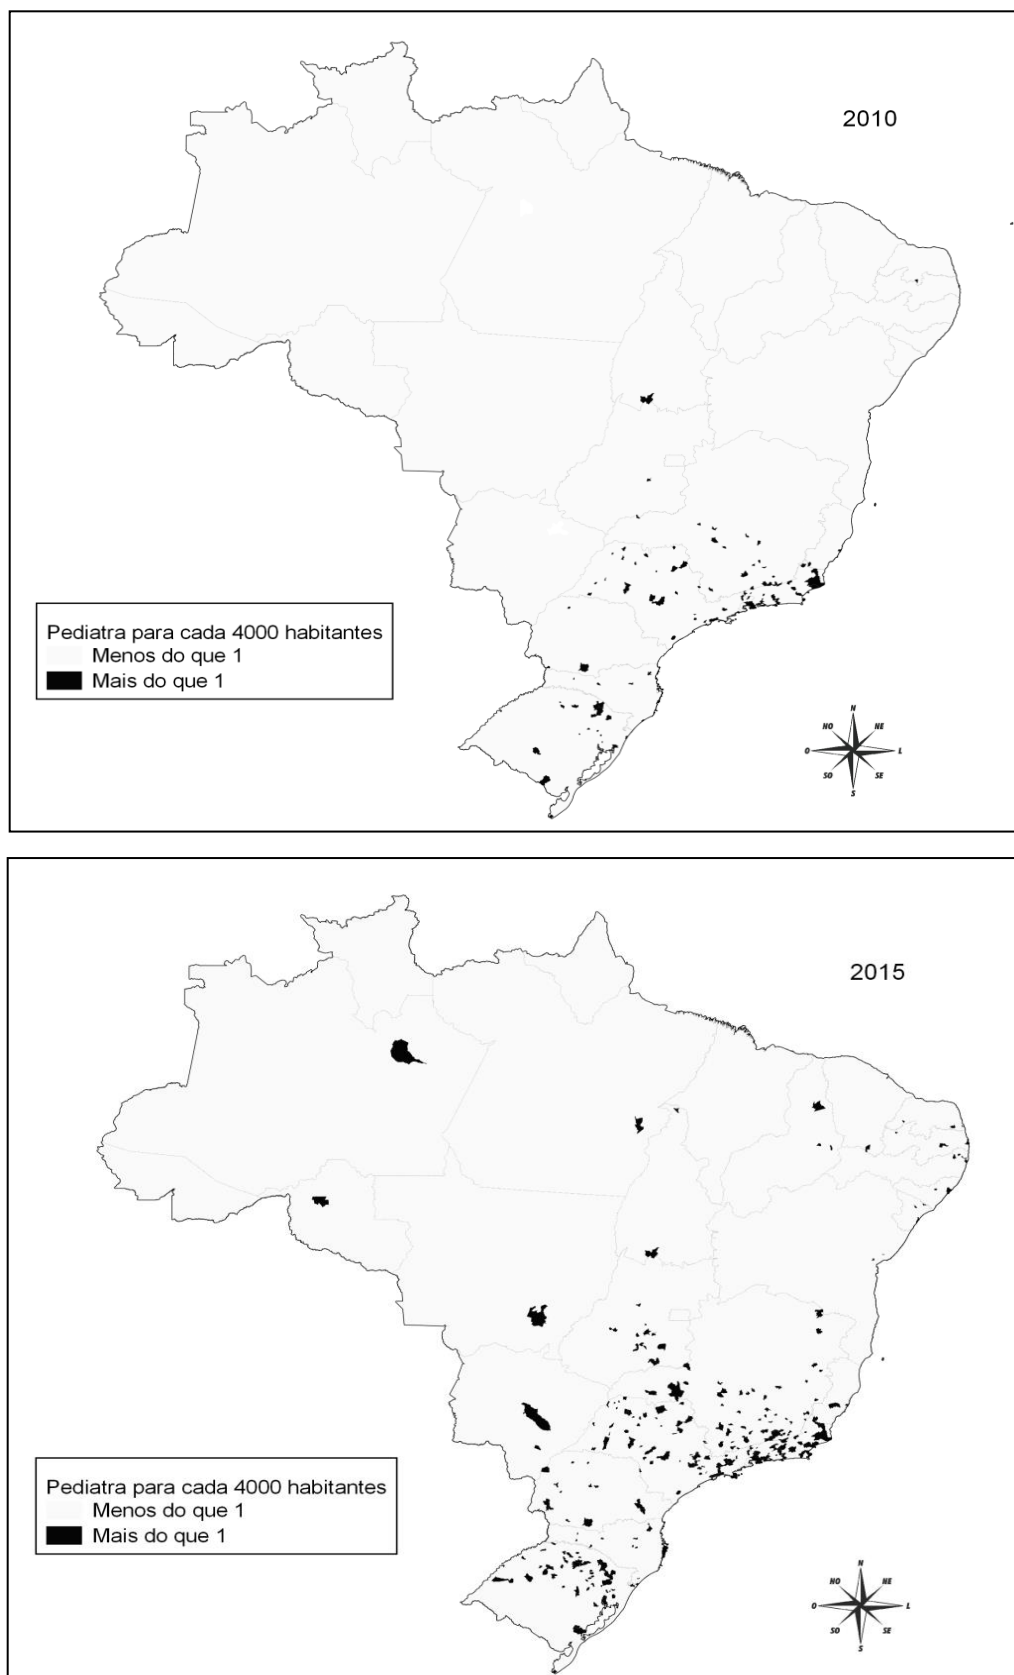 2010
Pediatra para cada 4000 habitantes
Menos do que 1
Mais do que 1
N
NO
NE
O
L
SO
SE
S
2015
Pediatra para cada 4000 habitantes
Menos do que 1
Mais do que 1
N
NO
NE
O
L
SO
SE
S